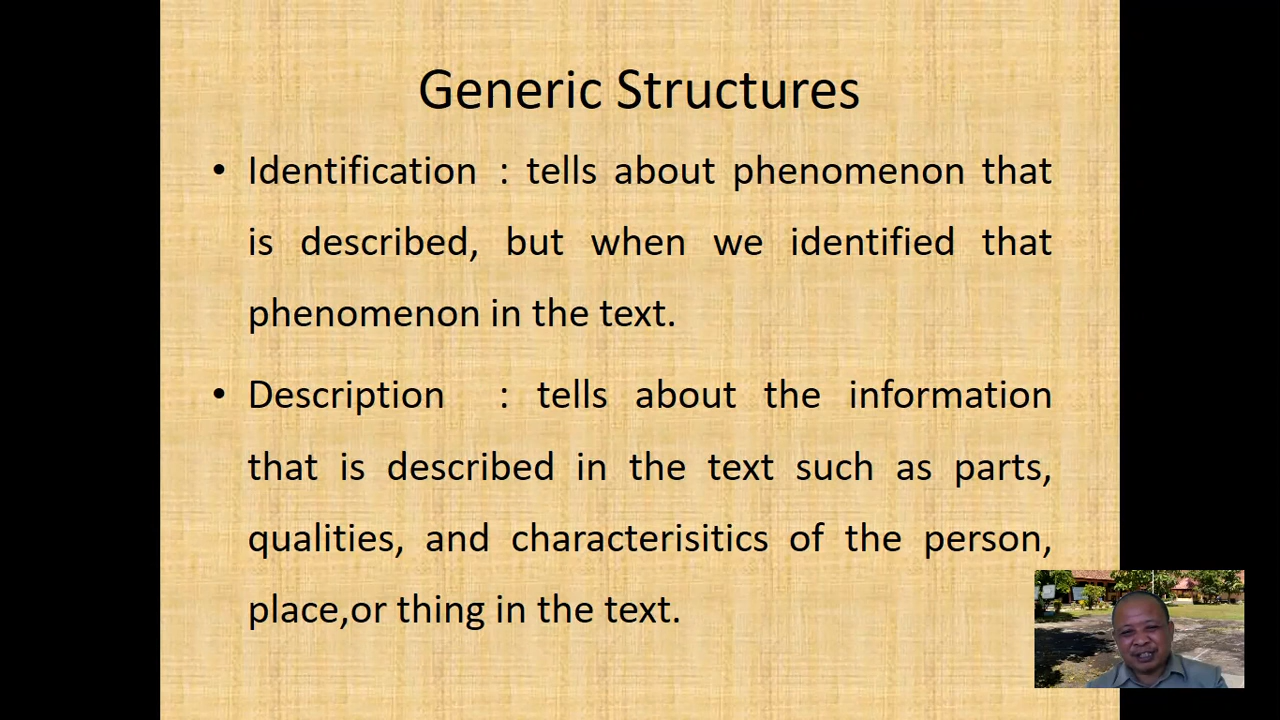 Generic Structures
• Identification : tells about phenomenon that
is described, but when we identified that
phenomenon in the text.
• Description : tells about the information
that is described in the text such as parts,
qualities, and characterisitics of the person,
place,or thing in the text.